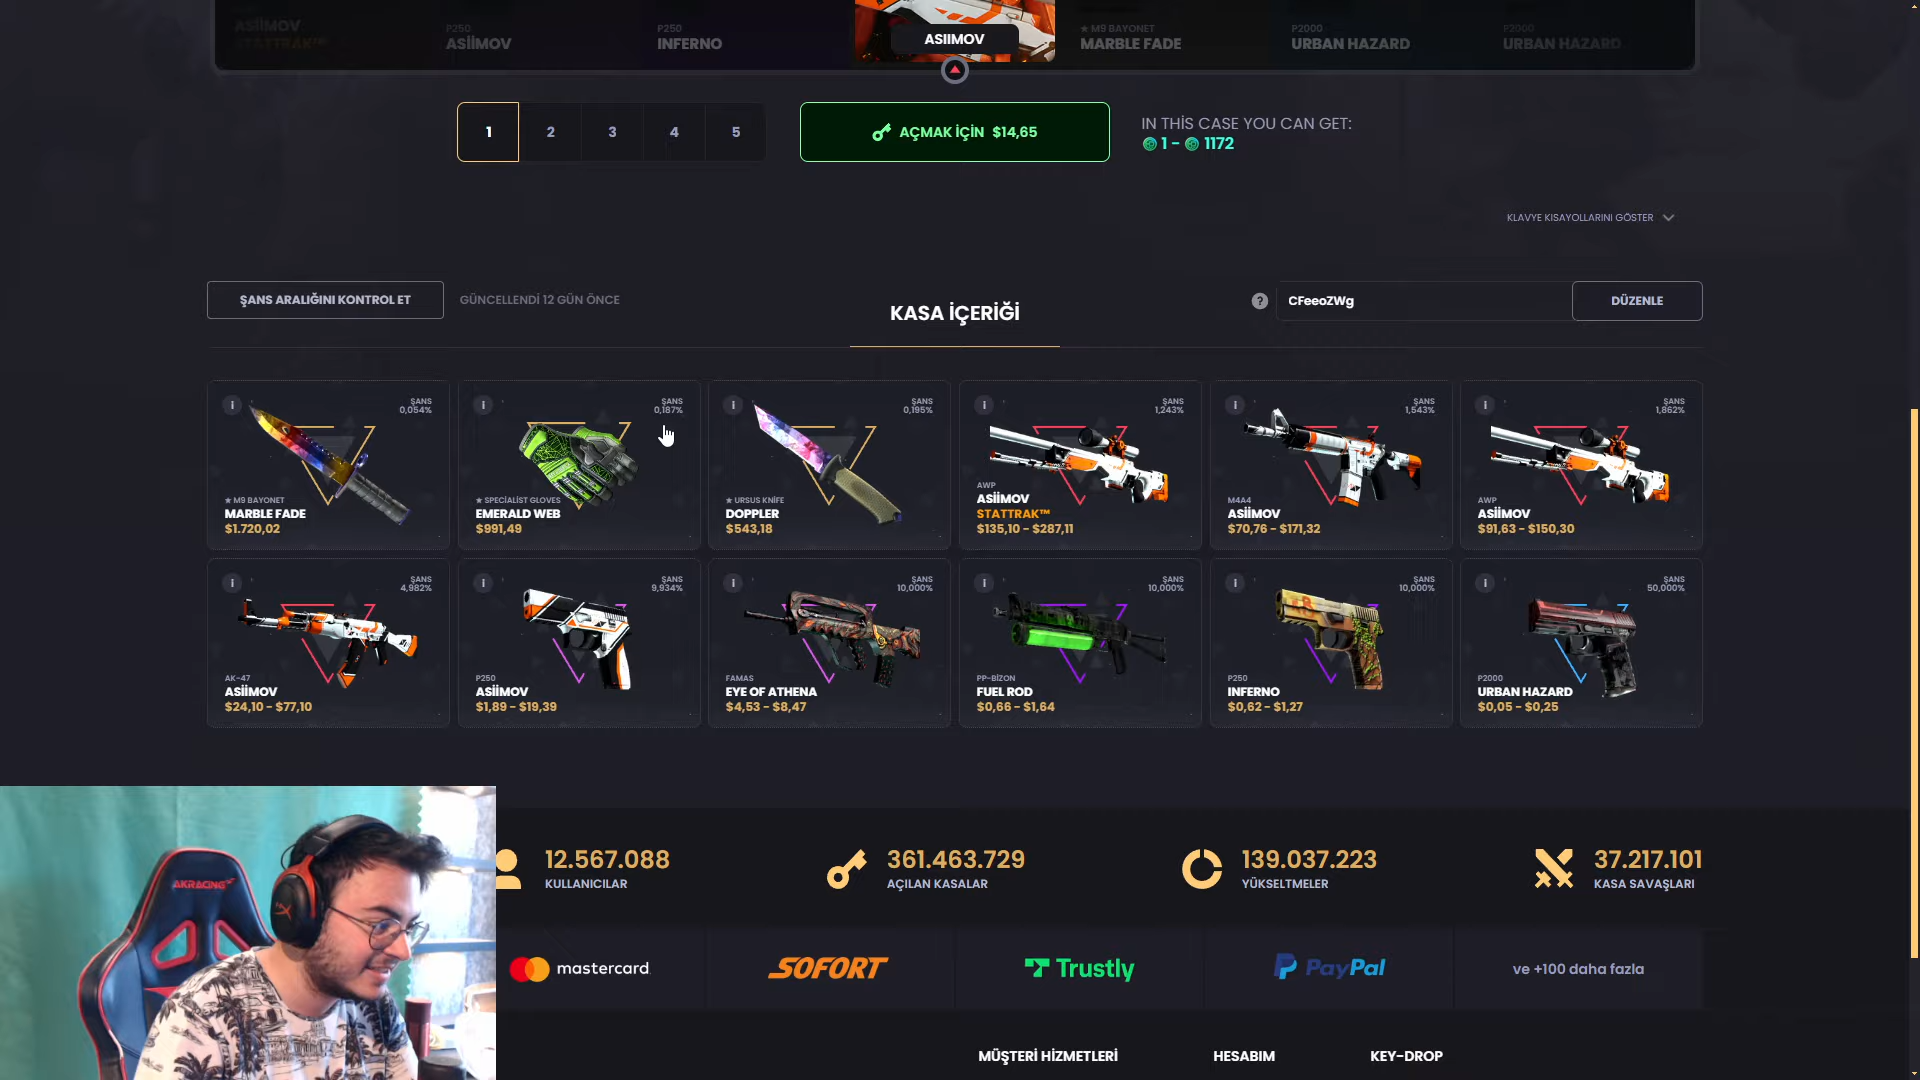 ASİİMOV
STATTRAK™
P250
ASİİMOV
P250
INFERNO
ASIIMOV
★ M9 BAYONET
MARBLE FADE
P2000
URBAN HAZARD
P2000
URBAN HAZARD
1
2
3
4
5
AÇMAK İÇİN $14,65
IN THİS CASE YOU CAN GET:
1 - 1172
KLAVYE KISAYOLLARINI GÖSTER
ŞANS ARALIĞINI KONTROL ET
GÜNCELLENDİ 12 GÜN ÖNCE
KASA İÇERİĞİ
?
CFeeoZWg
DÜZENLE
i
ŞANS
0,054%
★ M9 BAYONET
MARBLE FADE
$1.720,02
i
ŞANS
0,187%
★ SPECİALİST GLOVES
EMERALD WEB
$991,49
i
ŞANS
0,195%
★ URSUS KNİFE
DOPPLER
$543,18
i
ŞANS
1,243%
AWP
ASİİMOV
STATTRAK™
$135,10 - $287,11
i
ŞANS
1,543%
M4A4
ASİİMOV
$70,76 - $171,32
i
ŞANS
1,862%
AWP
ASİİMOV
$91,63 - $150,30
i
ŞANS
4,982%
AK-47
ASİİMOV
$24,10 - $77,10
i
ŞANS
9,934%
P250
ASİİMOV
$1,89 - $19,39
i
ŞANS
10,000%
FAMAS
EYE OF ATHENA
$4,53 - $8,47
i
ŞANS
10,000%
PP-BİZON
FUEL ROD
$0,66 - $1,64
i
ŞANS
10,000%
P250
INFERNO
$0,62 - $1,27
i
ŞANS
50,000%
P2000
URBAN HAZARD
$0,05 - $0,25
12.567.088
KULLANICILAR
361.463.729
AÇILAN KASALAR
139.037.223
YÜKSELTMELER
37.217.101
KASA SAVAŞLARI
AKRACING
mastercard.
SOFORT
Trustly
PayPal
ve +100 daha fazla
MÜŞTERİ HİZMETLERİ
HESABIM
KEY-DROP